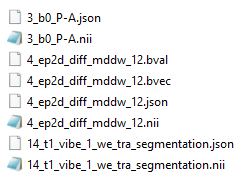 3_b0_P-A.json
3_b0_P-A.nii
4_ep2d_diff_mddw_12.bval
4_ep2d_diff_mddw_12.bvec
4_ep2d_diff_mddw_12.json
4_ep2d_diff_mddw_12.nii
14_t1_vibe_1_we_tra_segmentation.json
14_t1_vibe_1_we_tra_segmentation.nii